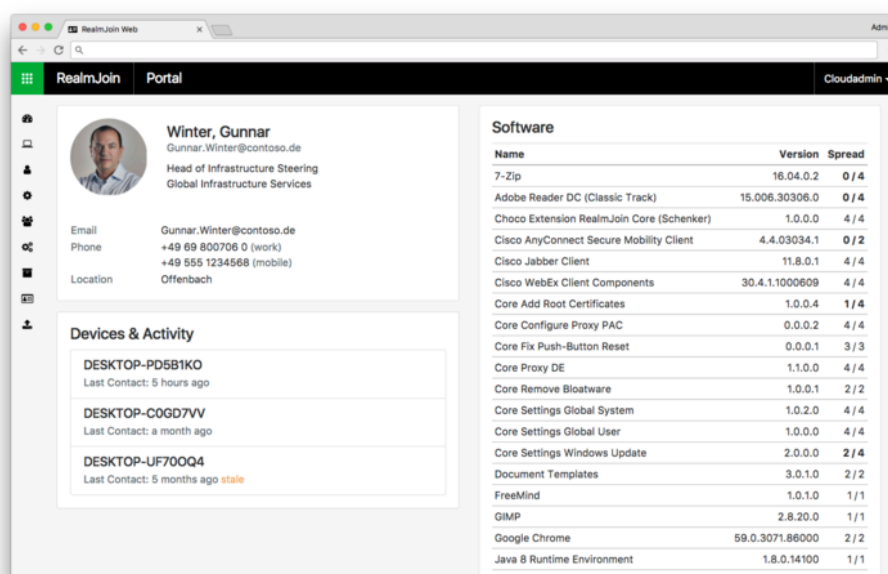 RealmJoin Web
Admi
RealmJoin Portal Cloudadmin
Winter, Gunnar
Gunnar.Winter@contoso.de
Head of Infrastructure Steering
Global Infrastructure Services
Email Gunnar.Winter@contoso.de
Phone +49 69 800706 0 (work)
+49 555 1234568 (mobile)
Location Offenbach
Devices & Activity
DESKTOP-PD5B1KO
Last Contact: 5 hours ago
DESKTOP-C0GD7VV
Last Contact: a month ago
DESKTOP-UF70OQ4
Last Contact: 5 months ago stale
Software
Name Version Spread
7-Zip 16.04.0.2 0 / 4
Adobe Reader DC (Classic Track) 15.006.30306.0 0 / 4
Choco Extension RealmJoin Core (Schenker) 1.0.0.0 4 / 4
Cisco AnyConnect Secure Mobility Client 4.4.03034.1 0 / 2
Cisco Jabber Client 11.8.0.1 4 / 4
Cisco WebEx Client Components 30.4.1.1000609 4 / 4
Core Add Root Certificates 1.0.0.4 1 / 4
Core Configure Proxy PAC 0.0.0.2 4 / 4
Core Fix Push-Button Reset 0.0.0.1 3 / 3
Core Proxy DE 1.1.0.0 4 / 4
Core Remove Bloatware 1.0.0.1 2 / 2
Core Settings Global System 1.0.2.0 4 / 4
Core Settings Global User 1.0.0.0 4 / 4
Core Settings Windows Update 2.0.0.0 2 / 4
Document Templates 3.0.1.0 2 / 2
FreeMind 1.0.1.0 1 / 1
GIMP 2.8.20.0 1 / 1
Google Chrome 59.0.3071.86000 2 / 2
Java 8 Runtime Environment 1.8.0.14100 1 / 1